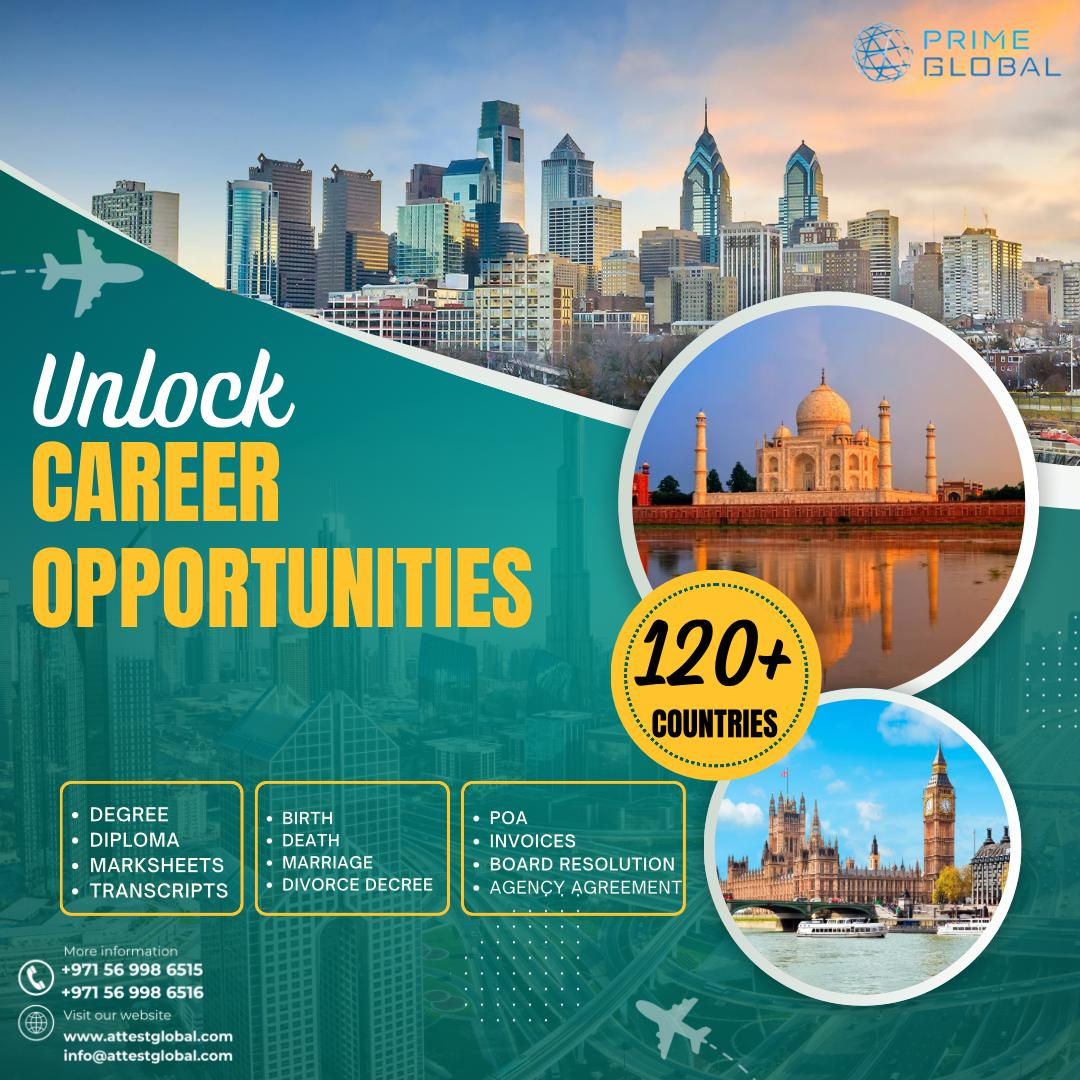 PRIME
GLOBAL
Unlock
CAREER
OPPORTUNITIES
120+
COUNTRIES
• DEGREE
• DIPLOMA
• MARKSHEETS
• TRANSCRIPTS
• BIRTH
• DEATH
• MARRIAGE
• DIVORCE DECREE
• POA
• INVOICES
• BOARD RESOLUTION
• AGENCY AGREEMENT
More information
+971 56 998 6515
+971 56 998 6516
Visit our website
www.attestglobal.com
info@attestglobal.com